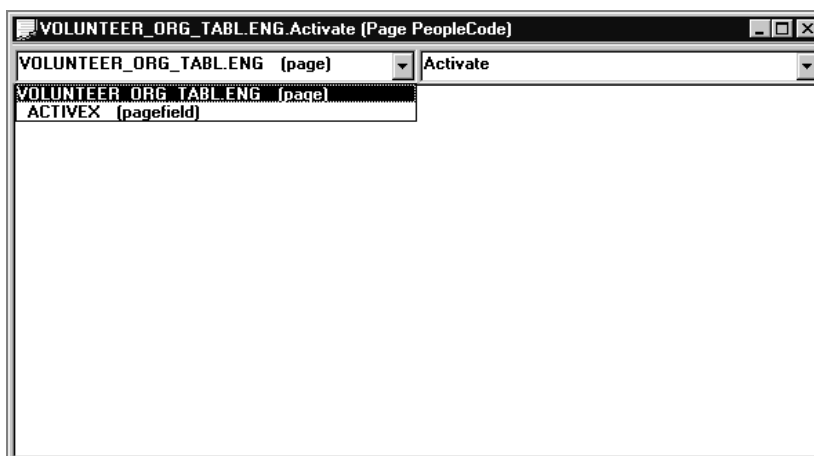 VOLUNTEER_ORG_TABL.ENG.Activate (Page PeopleCode)
VOLUNTEER_ORG_TABL.ENG (page) Activate
VOLUNTEER_ORG_TABL.ENG (page)
ACTIVEX (pagefield)